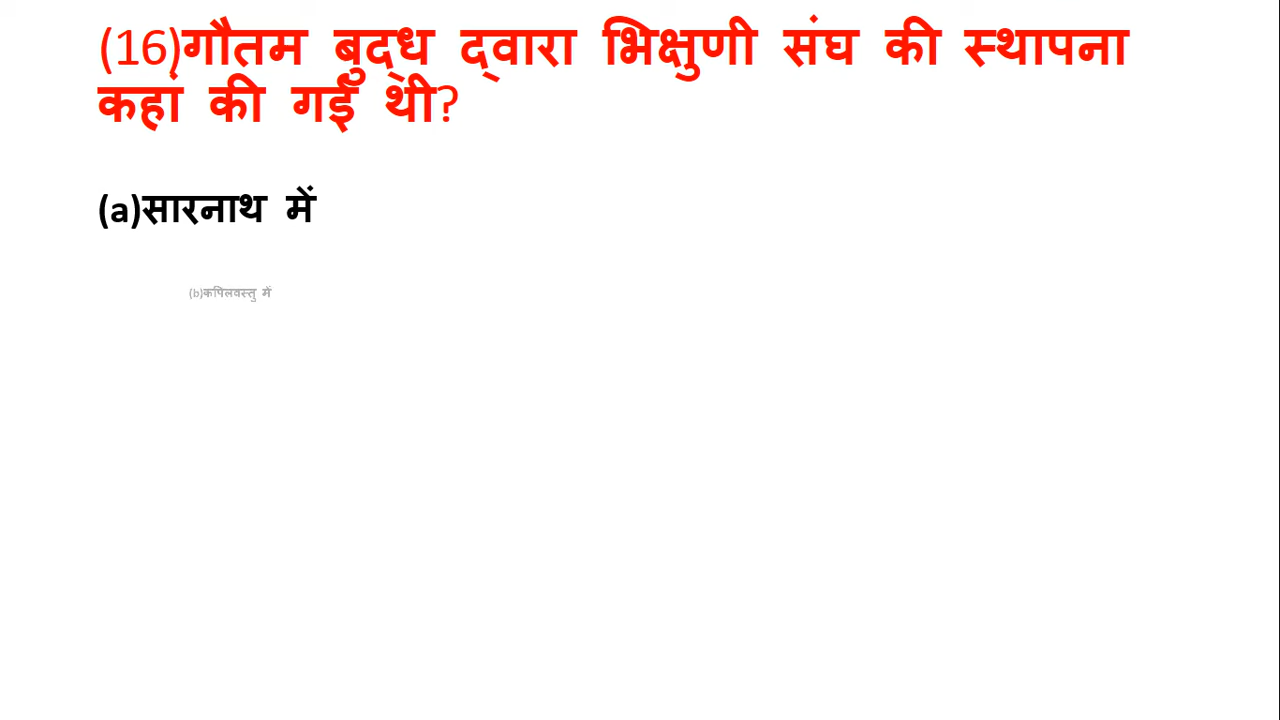 (16)गौतम बुद्ध द्वारा भिक्षुणी संघ की स्थापना
कहां की गई थी?
(a)सारनाथ में
(b)कपिलवस्तु में